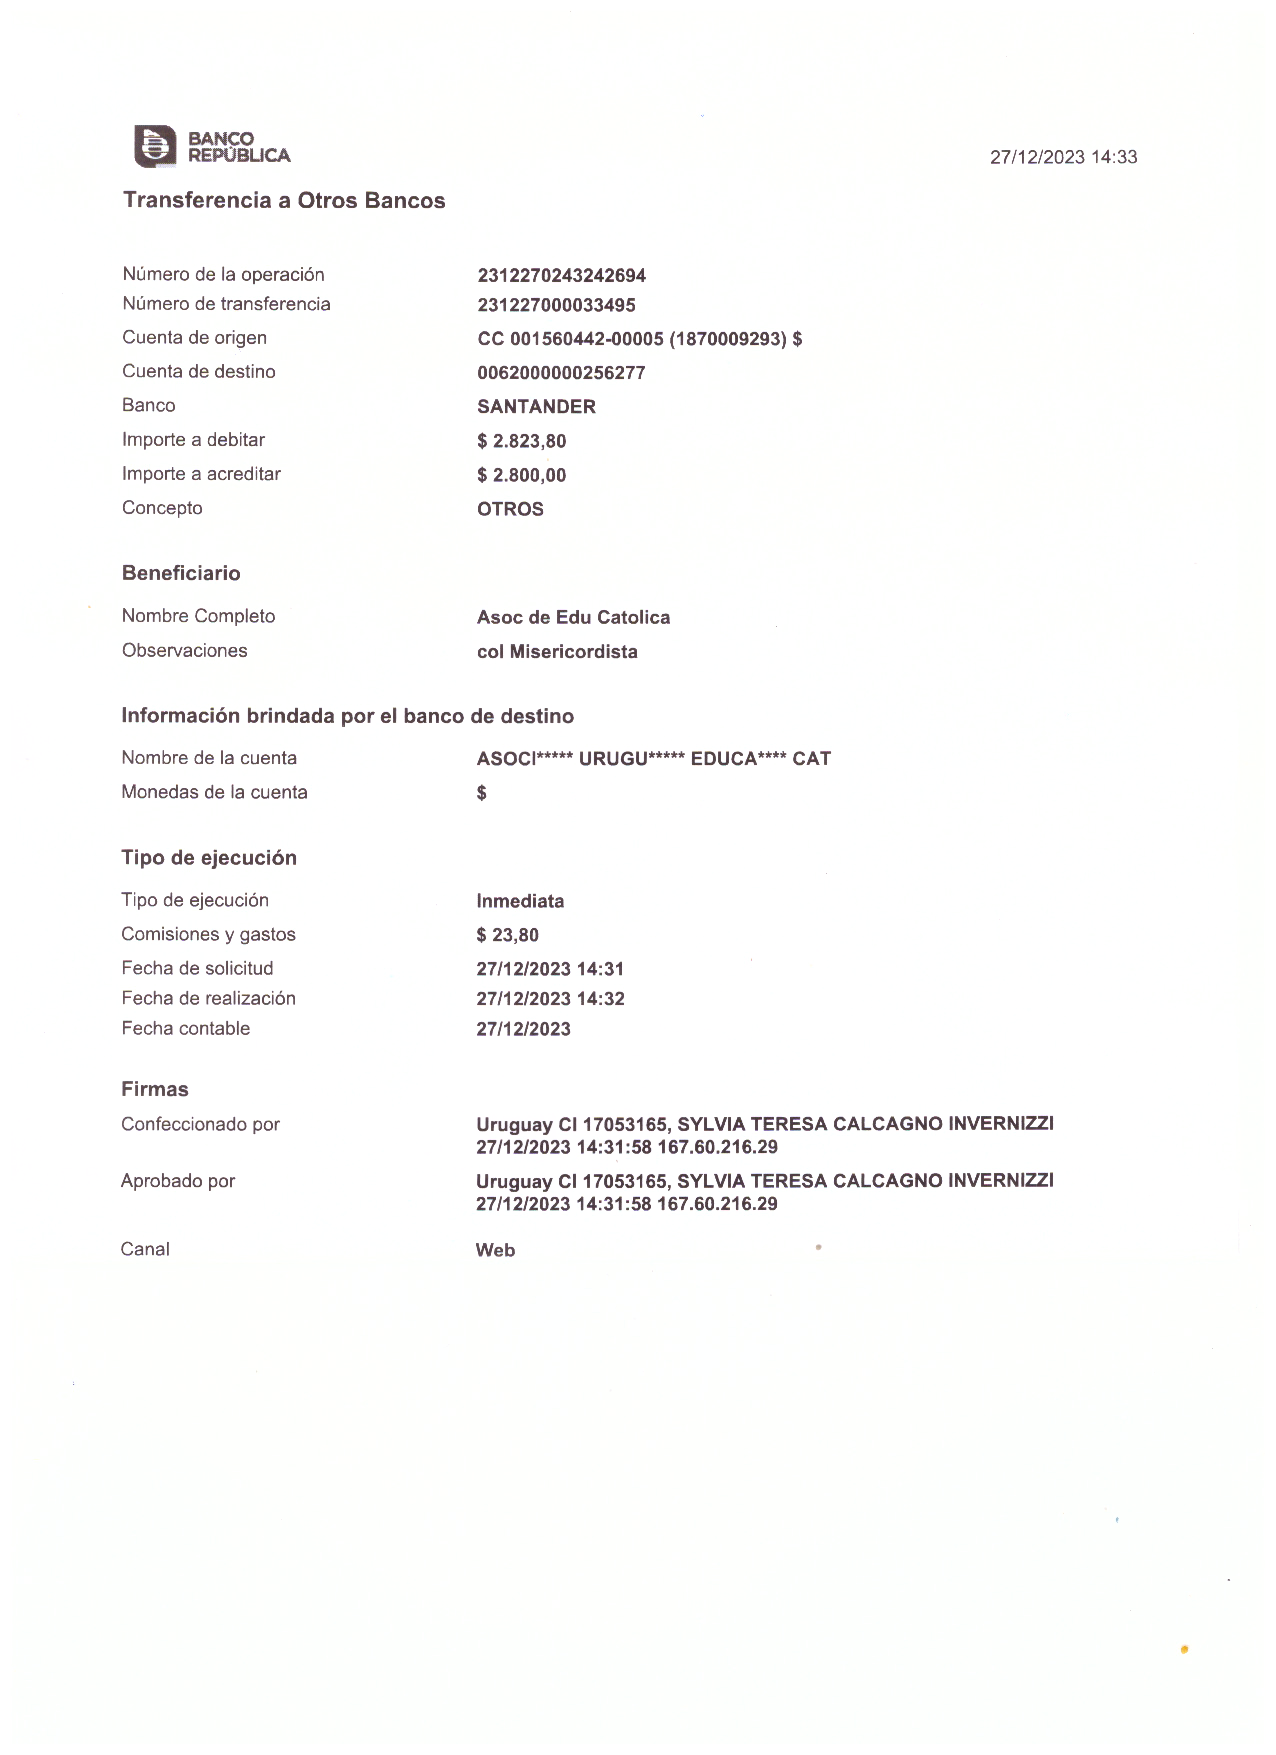 BANCO
REPÚBLICA
27/12/2023 14:33
Transferencia a Otros Bancos
Número de la operación 2312270243242694
Número de transferencia 231227000033495
Cuenta de origen CC 001560442-00005 (1870009293) $
Cuenta de destino 0062000000256277
Banco SANTANDER
Importe a debitar $ 2.823,80
Importe a acreditar $ 2.800,00
Concepto OTROS
Beneficiario
Nombre Completo Asoc de Edu Catolica
Observaciones col Misericordista
Información brindada por el banco de destino
Nombre de la cuenta ASOCI***** URUGU***** EDUCA**** CAT
Monedas de la cuenta $
Tipo de ejecución
Tipo de ejecución Inmediata
Comisiones y gastos $ 23,80
Fecha de solicitud 27/12/2023 14:31
Fecha de realización 27/12/2023 14:32
Fecha contable 27/12/2023
Firmas
Confeccionado por Uruguay CI 17053165, SYLVIA TERESA CALCAGNO INVERNIZZI
27/12/2023 14:31:58 167.60.216.29
Aprobado por Uruguay CI 17053165, SYLVIA TERESA CALCAGNO INVERNIZZI
27/12/2023 14:31:58 167.60.216.29
Canal Web